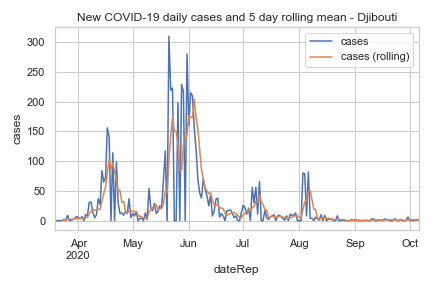 New COVID-19 daily cases and 5 day rolling mean - Djibouti
cases
cases (rolling)
300
250
200
150
100
50
0
cases
Apr
2020
May
Jun
Jul
Aug
Sep
Oct
dateRep